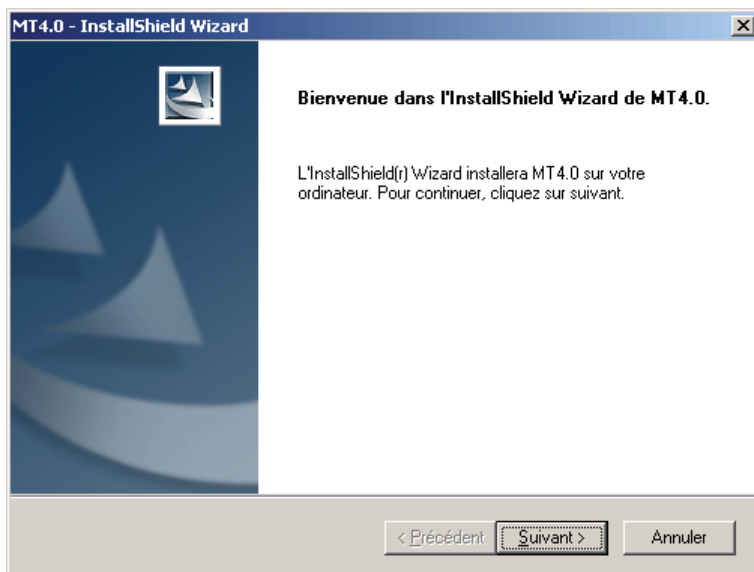 MT4.0 - InstallShield Wizard
Bienvenue dans l'InstallShield Wizard de MT4.0.
L'InstallShield(r) Wizard installera MT4.0 sur votre
ordinateur. Pour continuer, cliquez sur suivant.
< Précédent
Suivant >
Annuler